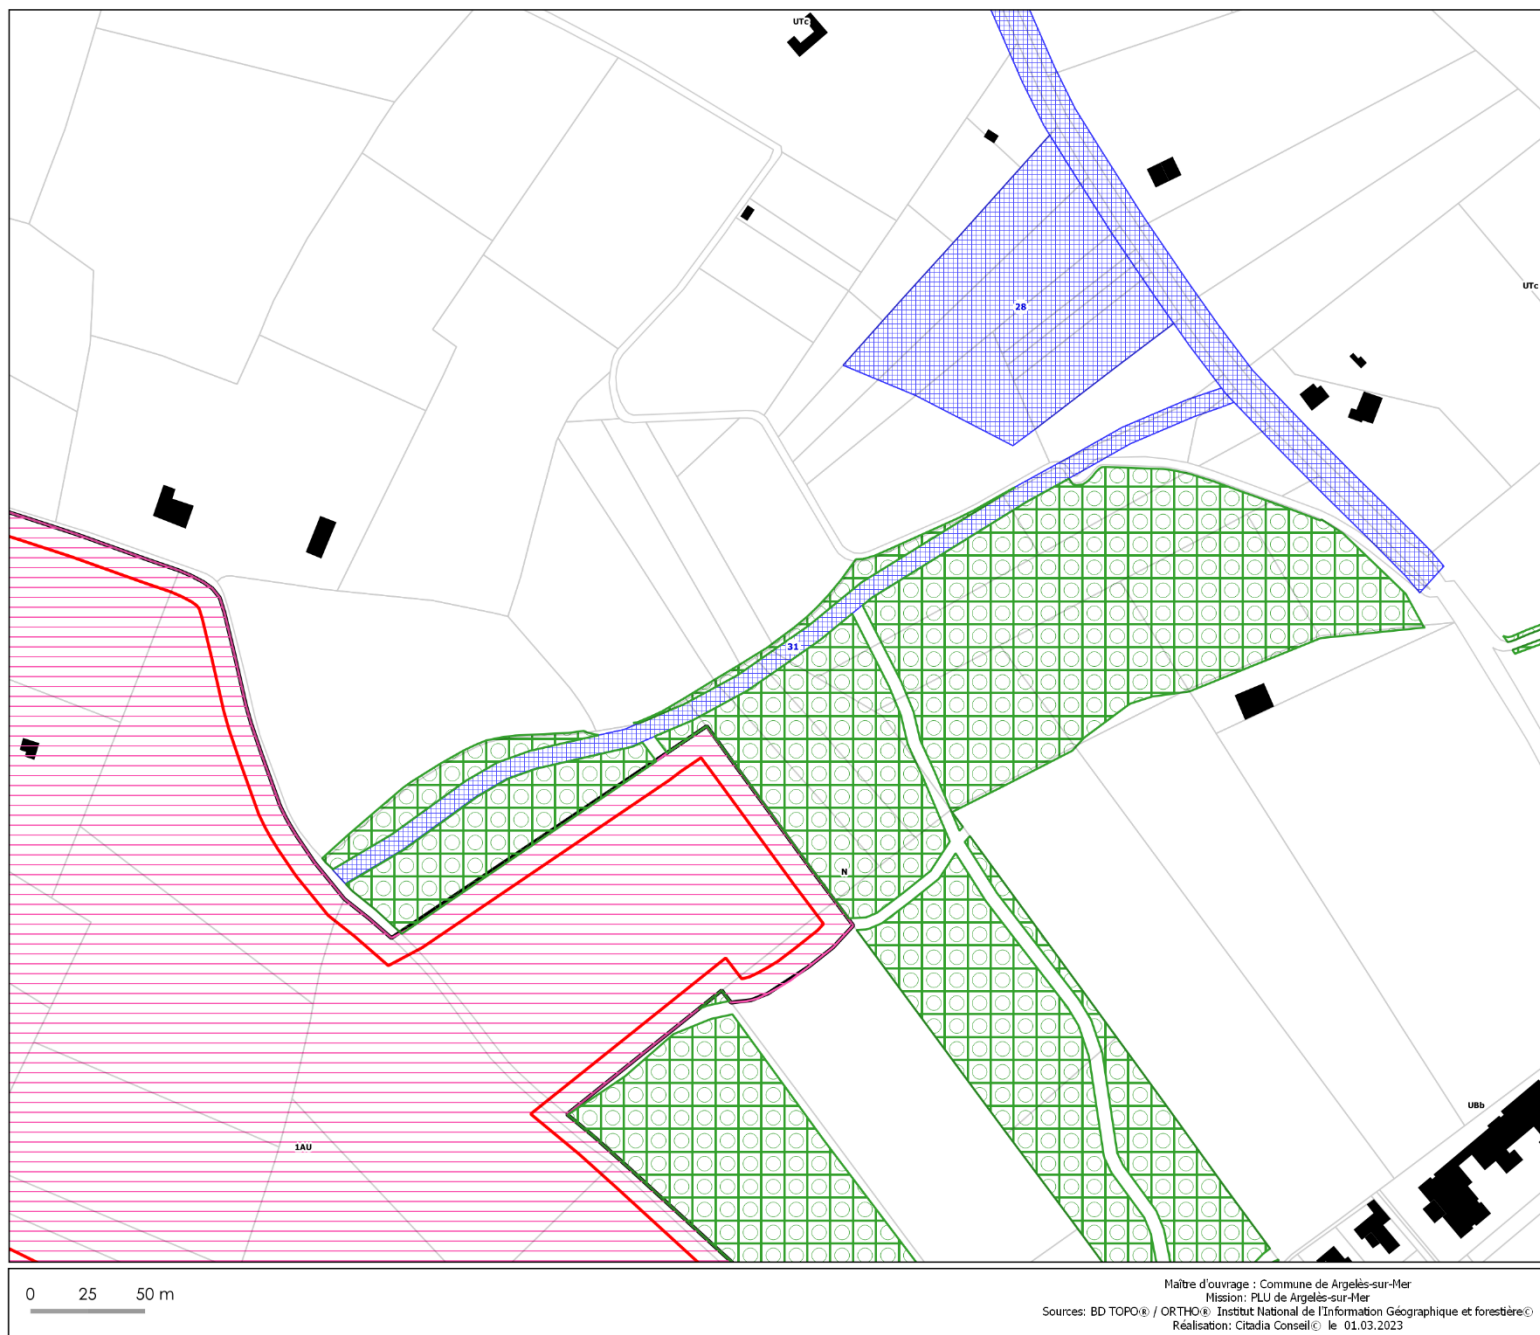 UTc
28
UTc
31
N
UBb
1AU
0 25 50 m
Maître d'ouvrage : Commune de Argelès-sur-Mer
Mission: PLU de Argelès-sur-Mer
Sources: BD TOPO® / ORTHO® Institut National de l'Information Géographique et forestière©
Réalisation: Citadia Conseil© le 01.03.2023